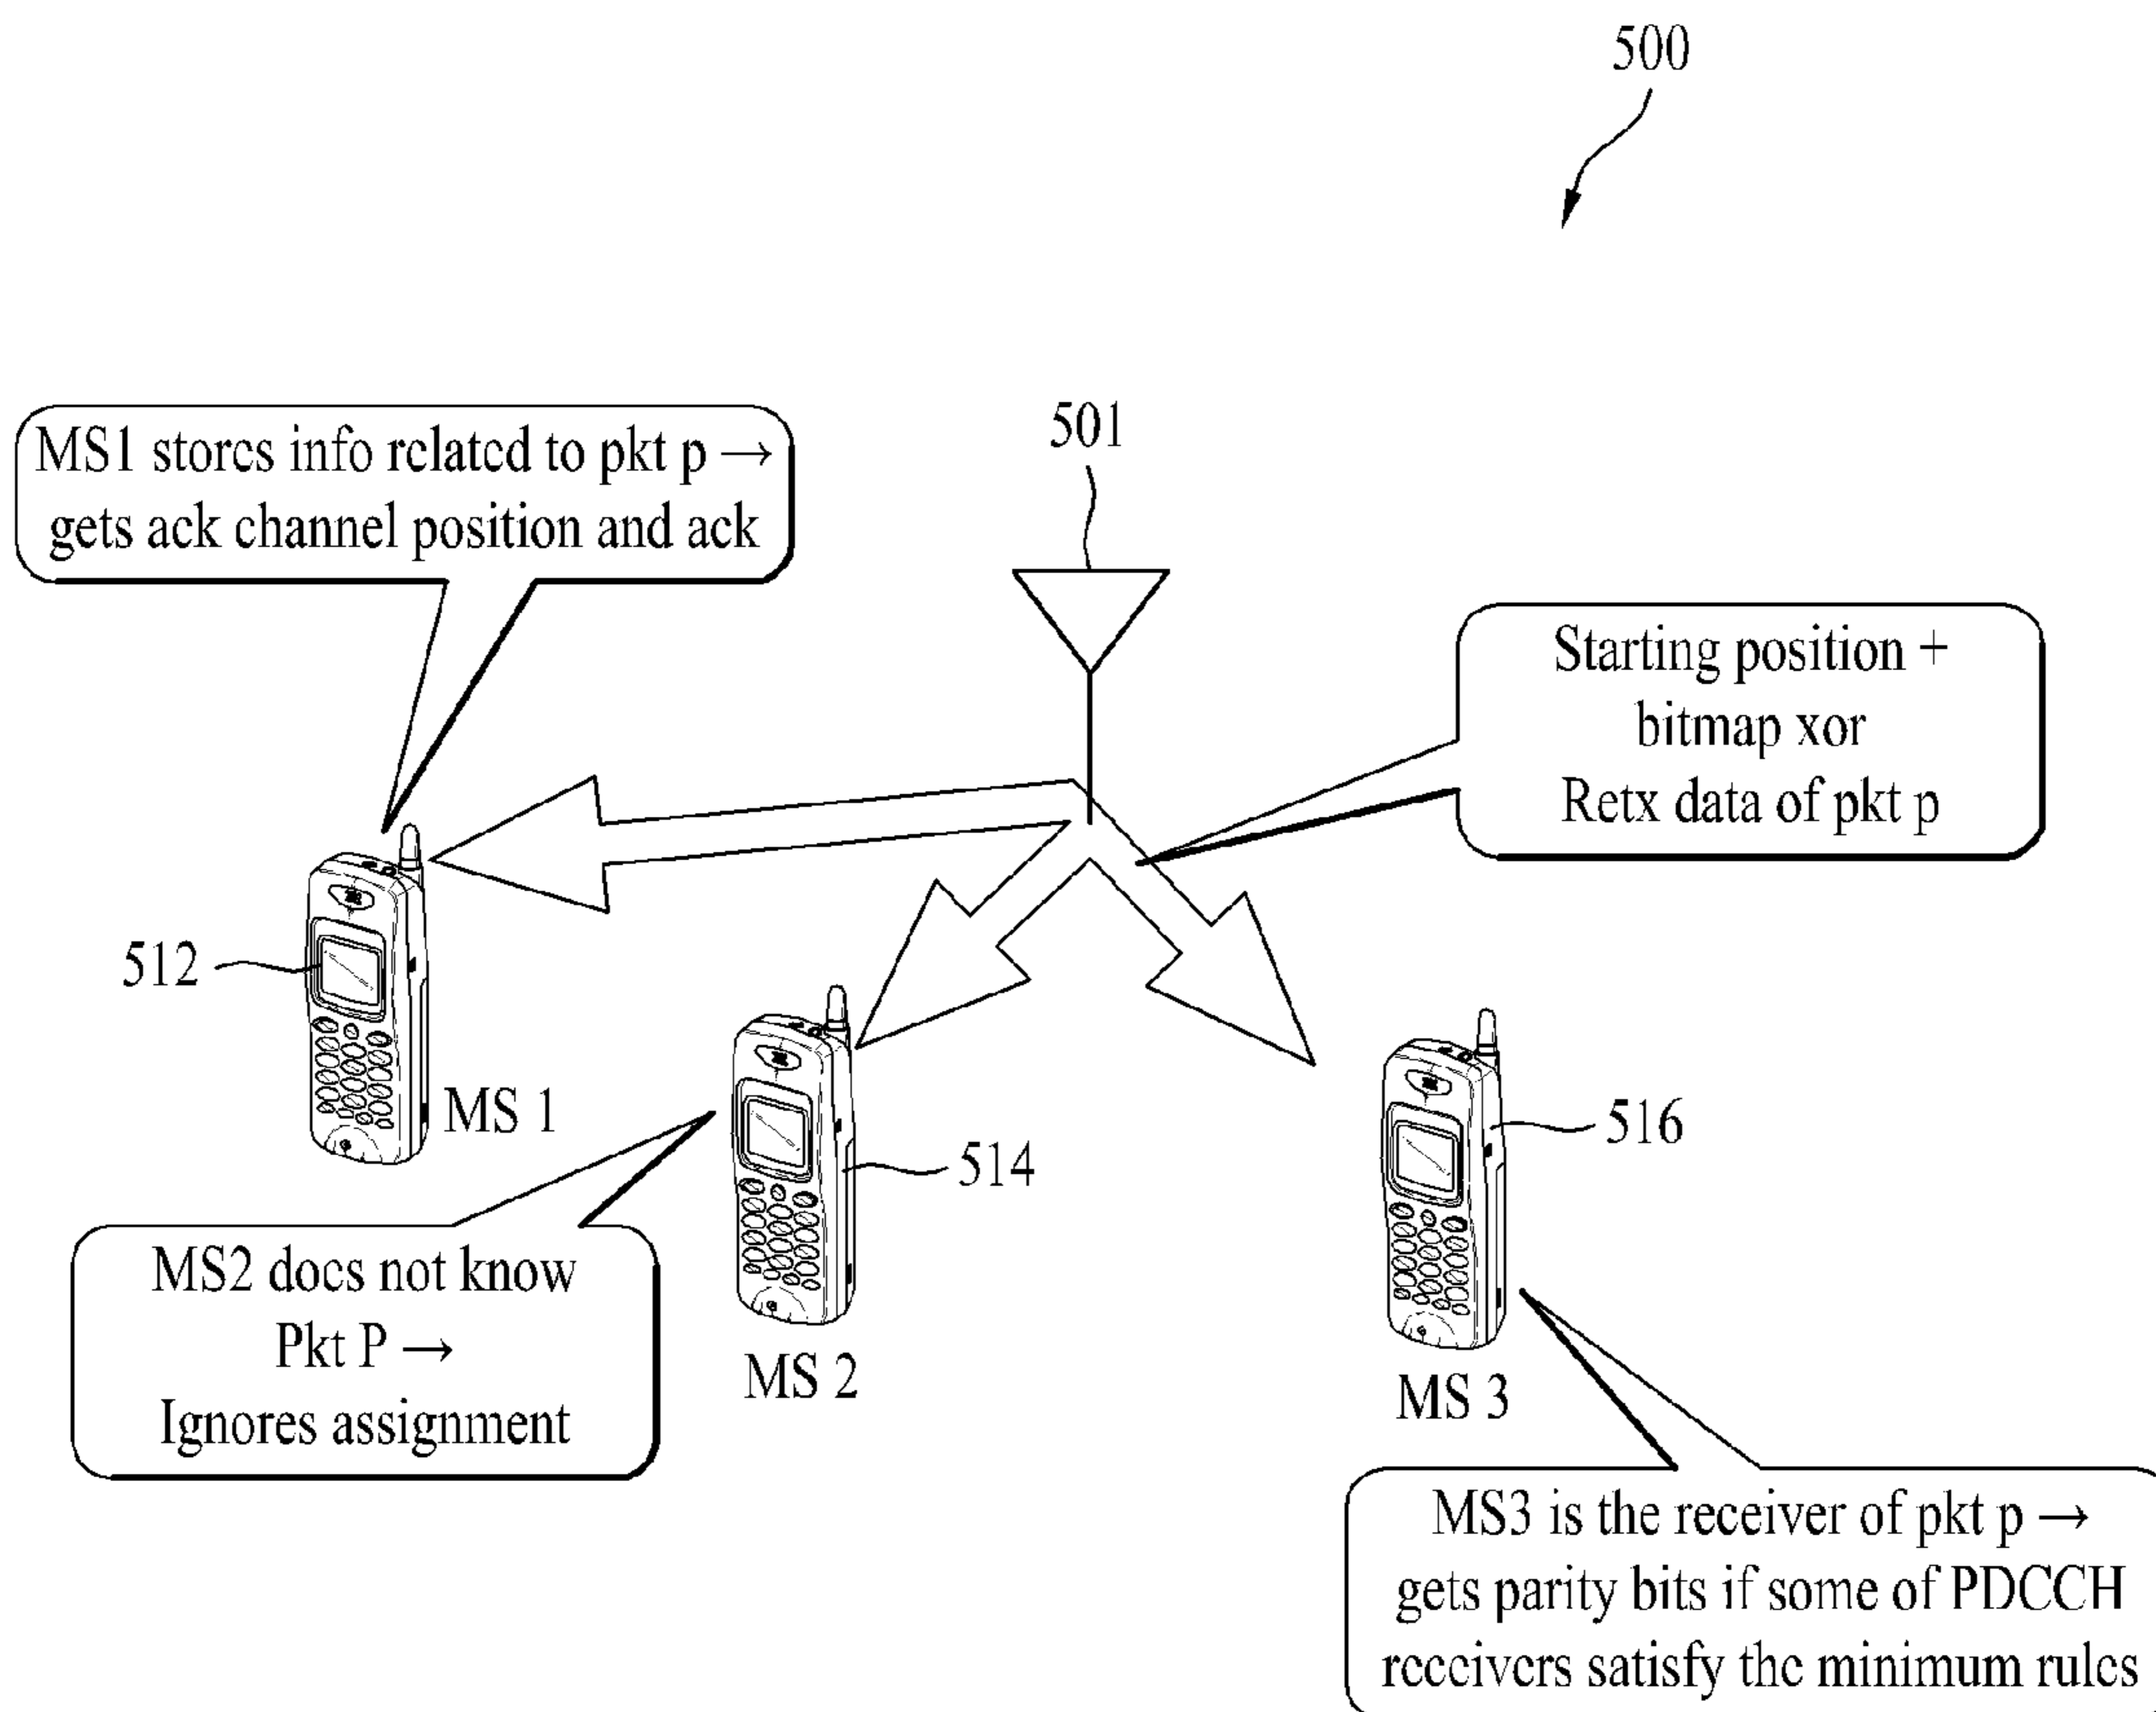 500
MS1 stores info related to pkt p →
gets ack channel position and ack
501
Starting position +
bitmap xor
Retx data of pkt p
512
MS 1
514
516
MS2 does not know
Pkt P →
Ignores assignment
MS 2
MS 3
MS3 is the receiver of pkt p →
gets parity bits if some of PDCCH
receivers satisfy the minimum rules